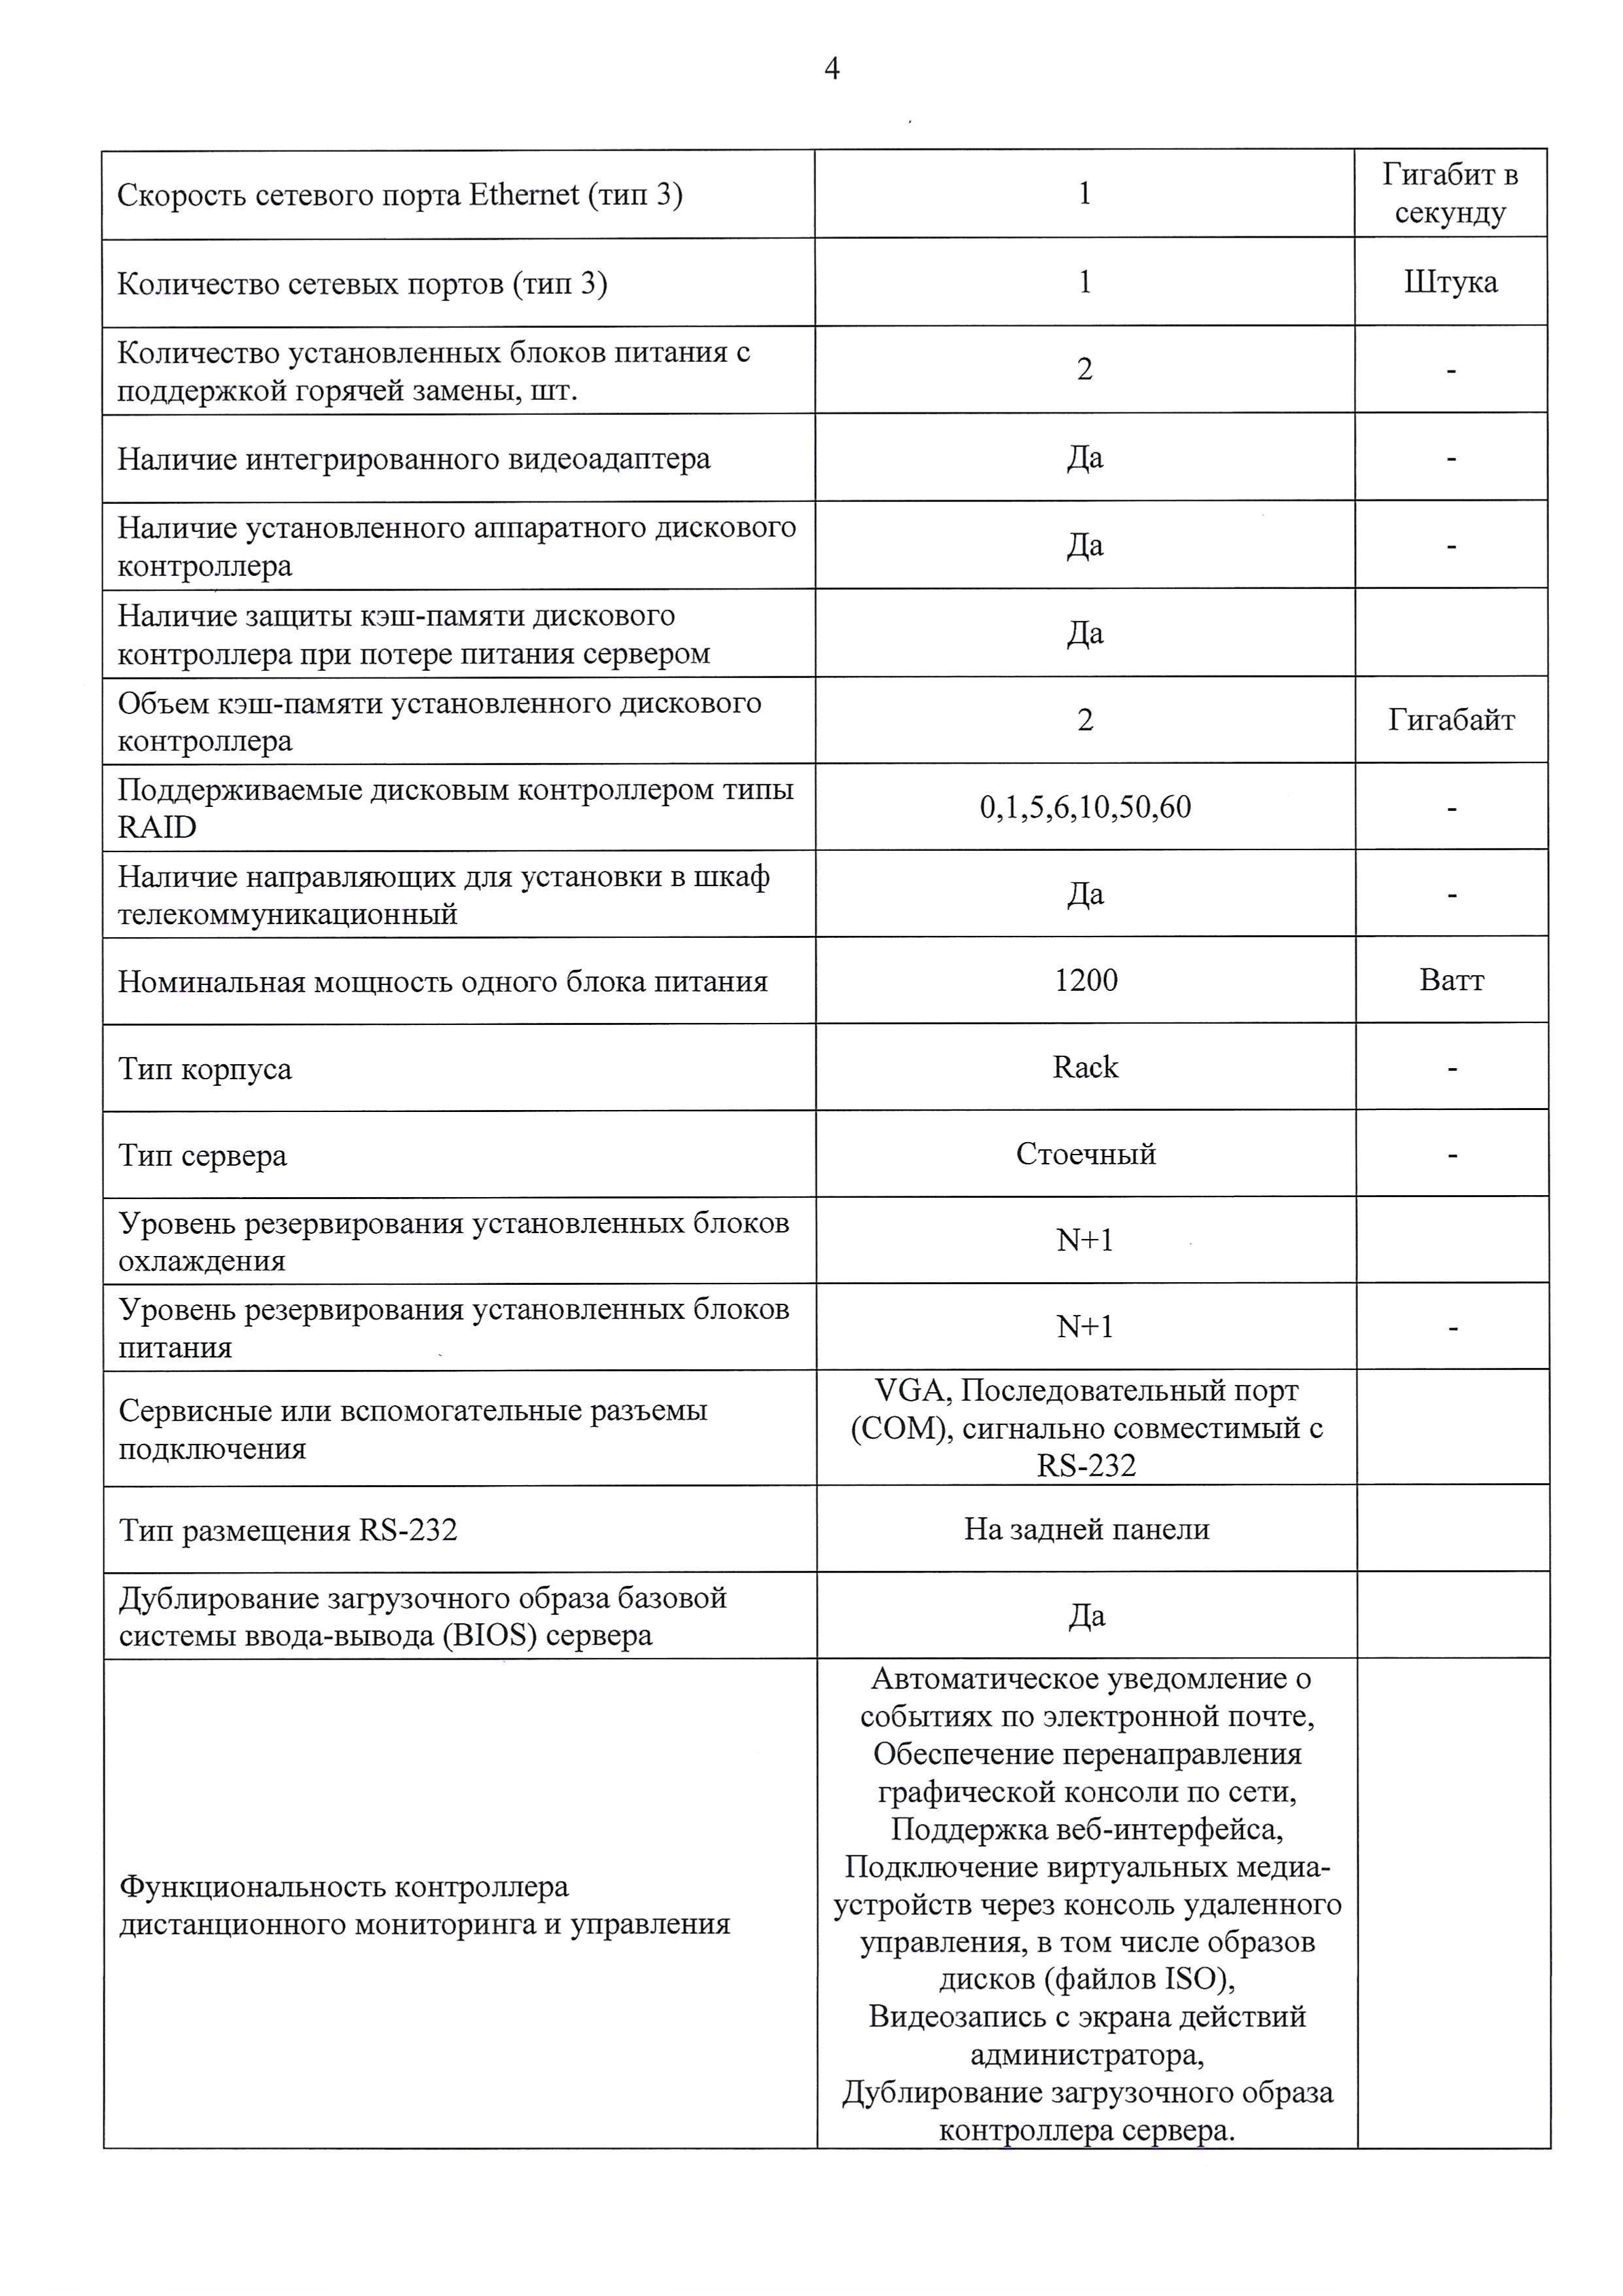 4
Скорость сетевого порта Ethernet (тип 3)
1
Гигабит в
секунду
Количество сетевых портов (тип 3)
1
Штука
Количество установленных блоков питания с
поддержкой горячей замены, шт.
2
-
Наличие интегрированного видеоадаптера
Да
-
Наличие установленного аппаратного дискового
контроллера
Да
-
Наличие защиты кэш-памяти дискового
контроллера при потере питания сервером
Да
Объем кэш-памяти установленного дискового
контроллера
2
Гигабайт
Поддерживаемые дисковым контроллером типы
RAID
0,1,5,6,10,50,60
-
Наличие направляющих для установки в шкаф
телекоммуникационный
Да
-
Номинальная мощность одного блока питания
1200
Ватт
Тип корпуса
Rack
-
Тип сервера
Стоечный
-
Уровень резервирования установленных блоков
охлаждения
N+1
Уровень резервирования установленных блоков
питания
N+1
-
Сервисные или вспомогательные разъемы
подключения
VGA, Последовательный порт
(COM), сигнально совместимый с
RS-232
Тип размещения RS-232
На задней панели
Дублирование загрузочного образа базовой
системы ввода-вывода (BIOS) сервера
Да
Функциональность контроллера
дистанционного мониторинга и управления
Автоматическое уведомление о
событиях по электронной почте,
Обеспечение перенаправления
графической консоли по сети,
Поддержка веб-интерфейса,
Подключение виртуальных медиа-
устройств через консоль удаленного
управления, в том числе образов
дисков (файлов ISO),
Видеозапись с экрана действий
администратора,
Дублирование загрузочного образа
контроллера сервера.